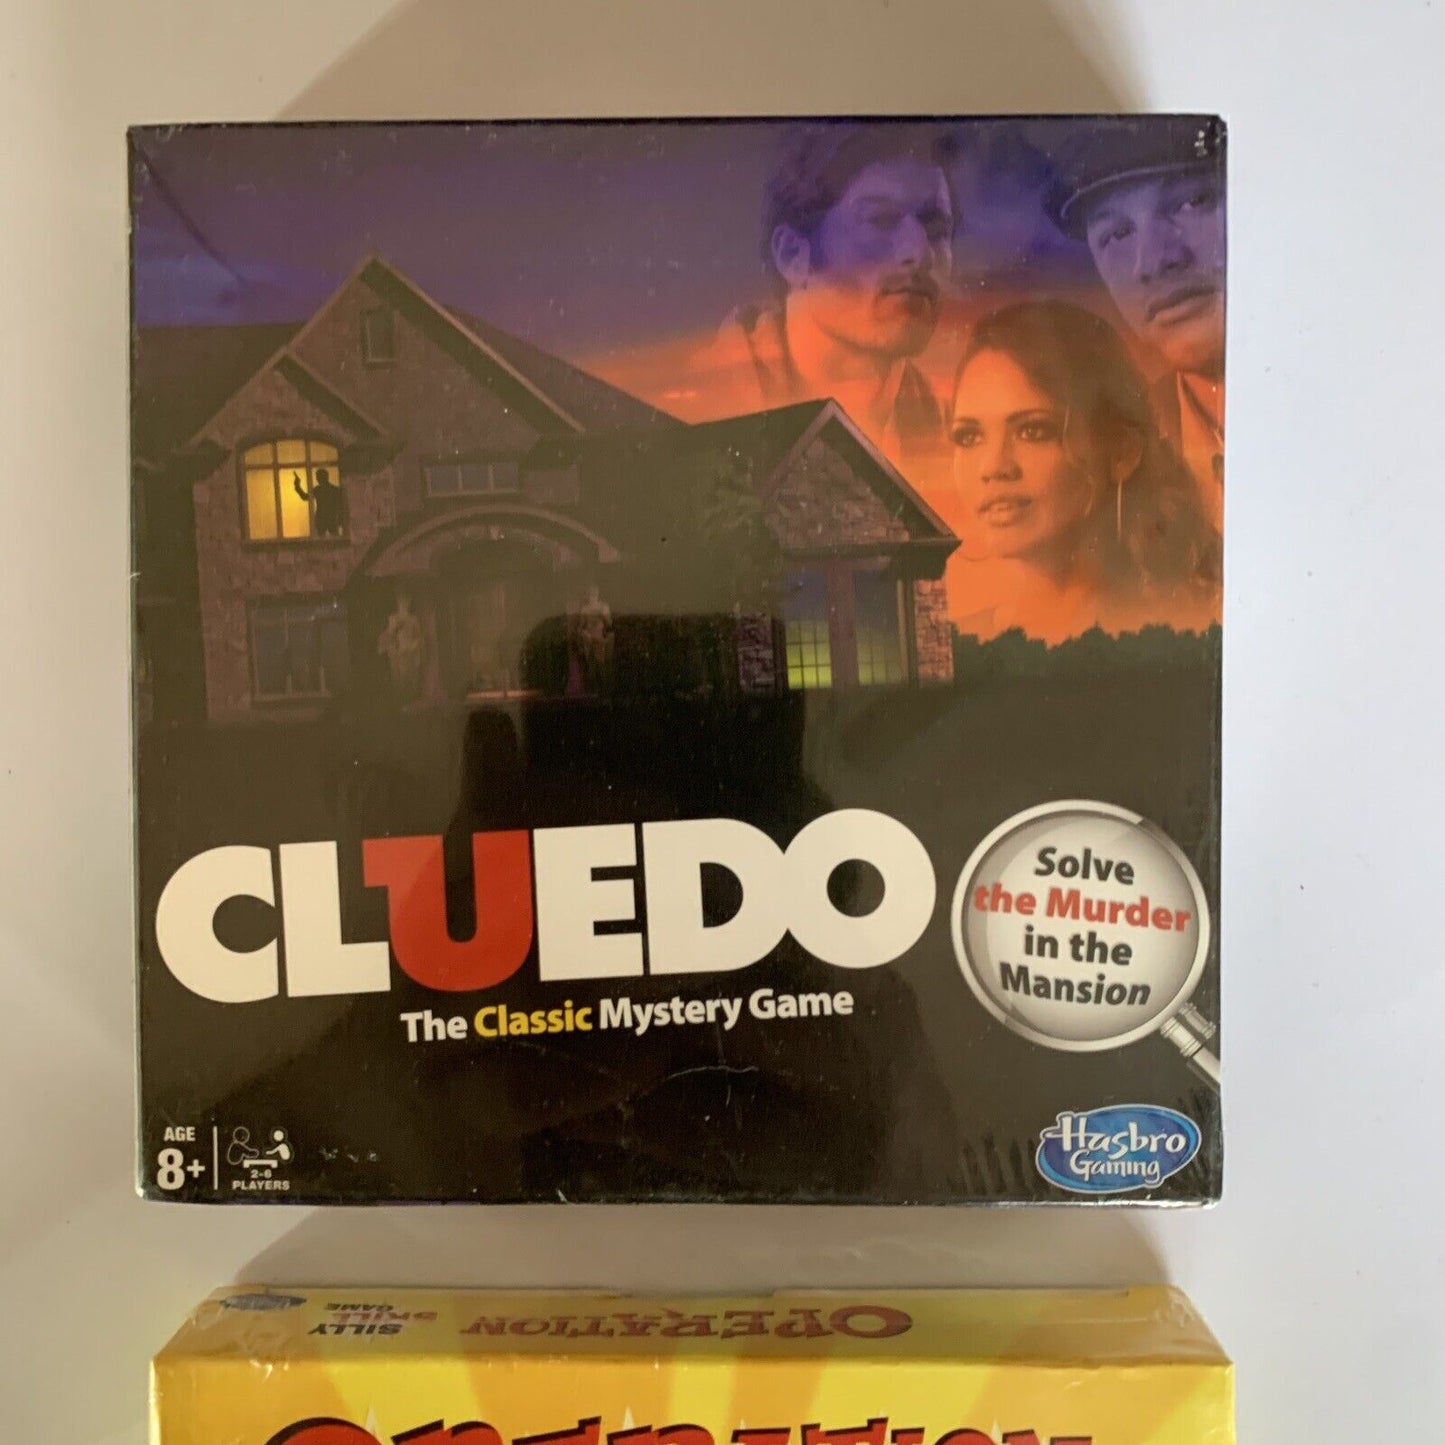 CLUEDO
The Classic Mystery Game
Solve
the Murder
in the
Mansion
AGE
8+
2-6
PLAYERS
Hasbro
Gaming
OPERATION
SILLY
SKILL
GAME
OPERATION